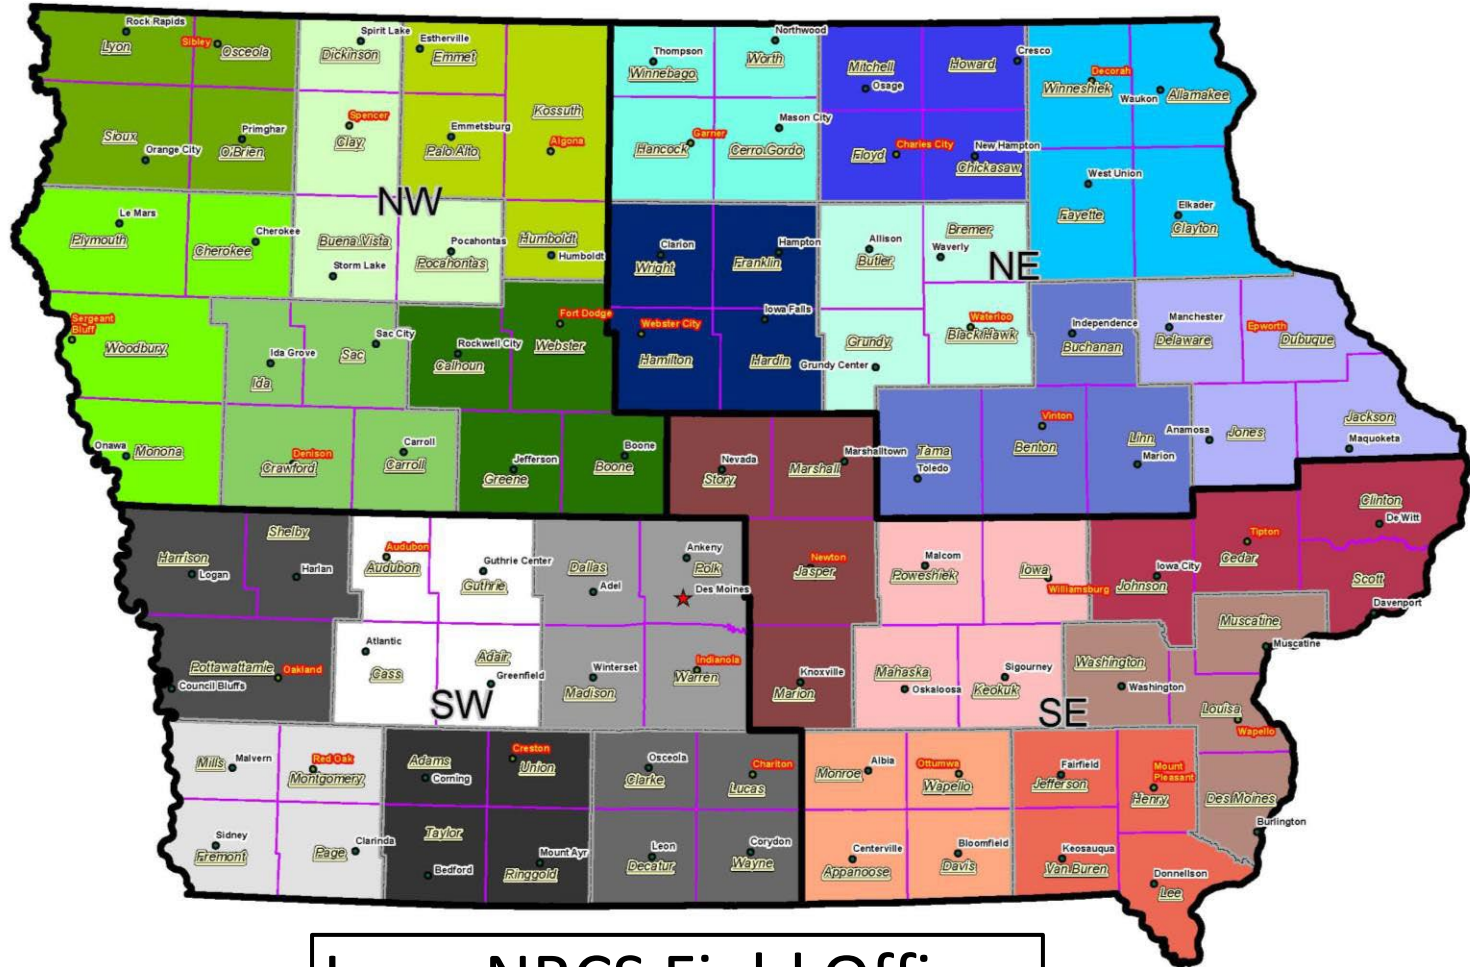 Rock Rapids
Lyon
Sibley
Osceola
Spirit Lake
Dickinson
Estherville
Emmet
Kossuth
Thompson
Winnebago
Northwood
Worth
Mitchell
Osage
Howard
Cresco
Decorah
Winneshiek
Waukon
Allamakee
Sioux
Orange City
Primghar
O'Brien
Spencer
Clay
Emmetsburg
Palo Alto
Algona
Garner
Hancock
Mason City
Cerro Gordo
Floyd
Charles City
New Hampton
Chickasaw
West Union
Fayette
Elkader
Clayton
NW
Le Mars
Plymouth
Cherokee
Cherokee
Buena Vista
Storm Lake
Pocahontas
Pocahontas
Humboldt
Humboldt
Clarion
Wright
Hampton
Franklin
Allison
Butler
Bremer
Waverly
NE
Sergeant
Bluff
Woodbury
Ida Grove
Ida
Sac City
Sac
Rockwell City
Calhoun
Fort Dodge
Webster
Webster City
Hamilton
Iowa Falls
Hardin
Grundy
Grundy Center
Waterloo
Black Hawk
Independence
Buchanan
Manchester
Delaware
Epworth
Dubuque
Onawa
Monona
Denison
Crawford
Carroll
Carroll
Jefferson
Greene
Boone
Boone
Nevada
Story
Marshall
Marshalltown
Tama
Toledo
Vinton
Benton
Linn
Marion
Anamosa
Jones
Jackson
Maquoketa
Harrison
Logan
Shelby
Harlan
Audubon
Audubon
Guthrie Center
Guthrie
Dallas
Adel
Ankeny
Polk
Des Moines
Newton
Jasper
Malcom
Poweshiek
Iowa
Williamsburg
Iowa City
Johnson
Tipton
Cedar
Clinton
De Witt
Scott
Davenport
Pottawattamie
Oakland
Council Bluffs
Atlantic
Cass
Adair
Greenfield
SW
Winterset
Madison
Indianola
Warren
Knoxville
Marion
Mahaska
Oskaloosa
Sigourney
Keokuk
SE
Washington
Washington
Muscatine
Muscatine
Louisa
Wapello
Mills
Malvern
Red Oak
Montgomery
Adams
Corning
Creston
Union
Osceola
Clarke
Chariton
Lucas
Monroe
Albia
Ottumwa
Wapello
Fairfield
Jefferson
Mount
Pleasant
Henry
Des Moines
Burlington
Sidney
Fremont
Page
Clarinda
Taylor
Bedford
Mount Ayr
Ringgold
Leon
Decatur
Corydon
Wayne
Centerville
Appanoose
Bloomfield
Davis
Keosauqua
Van Buren
Donnellson
Lee
Iowa NRCS Field Offi